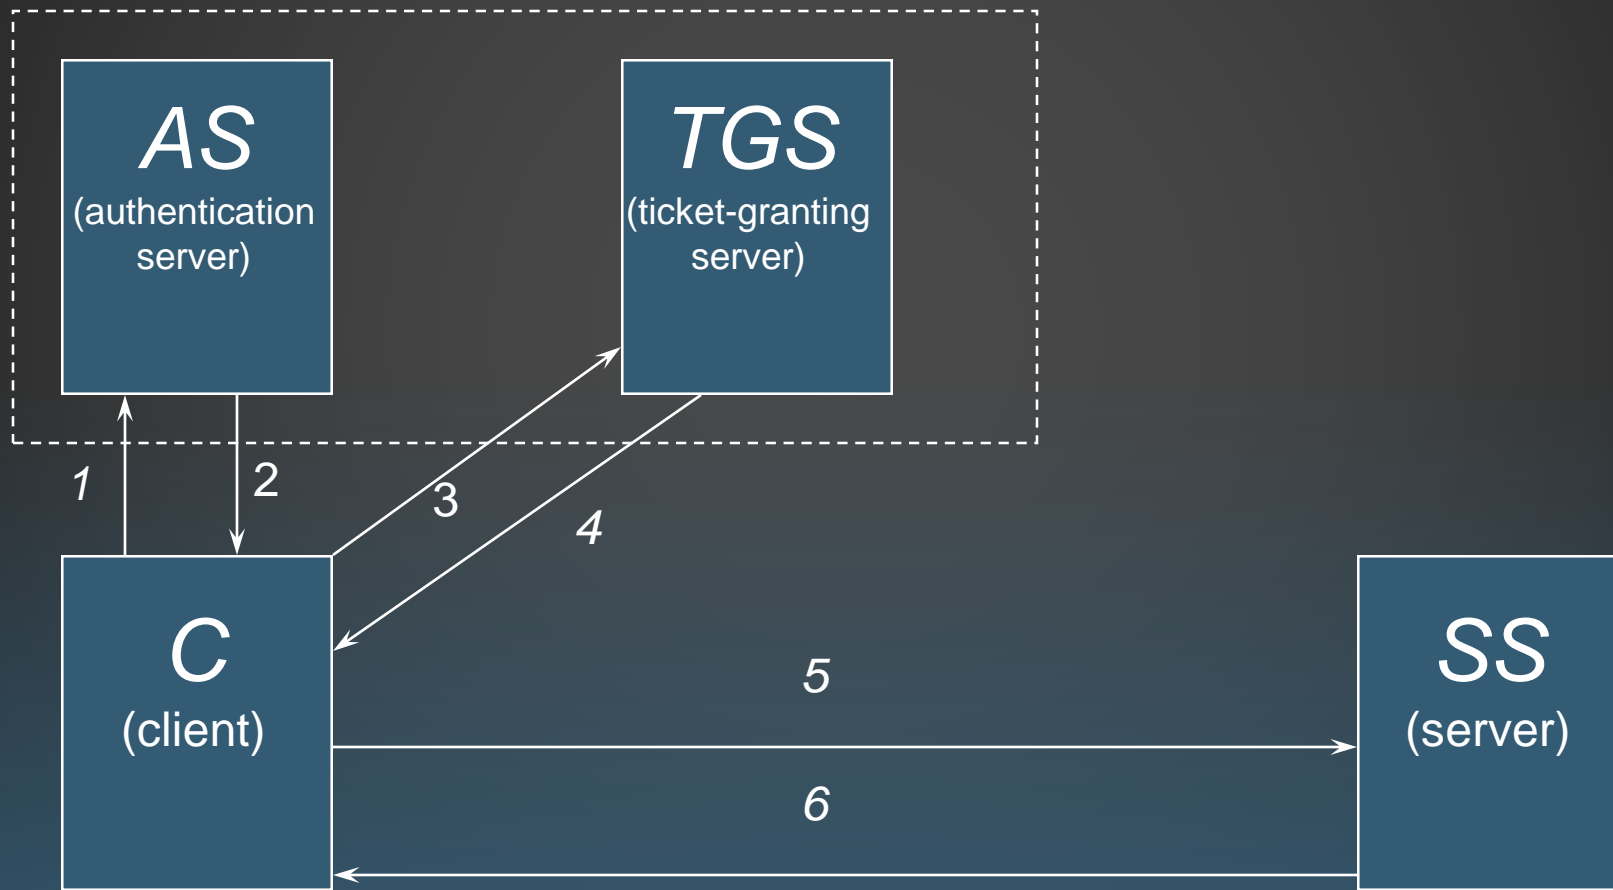 AS
(authentication
server)
TGS
(ticket-granting
server)
1
2
3
4
C
(client)
5
6
SS
(server)